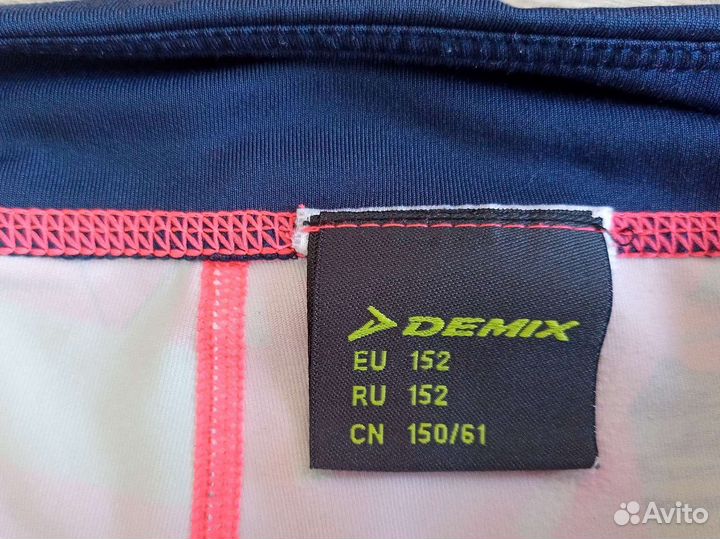 DEMIX
EU 152
RU 152
CN 150/61
Avito